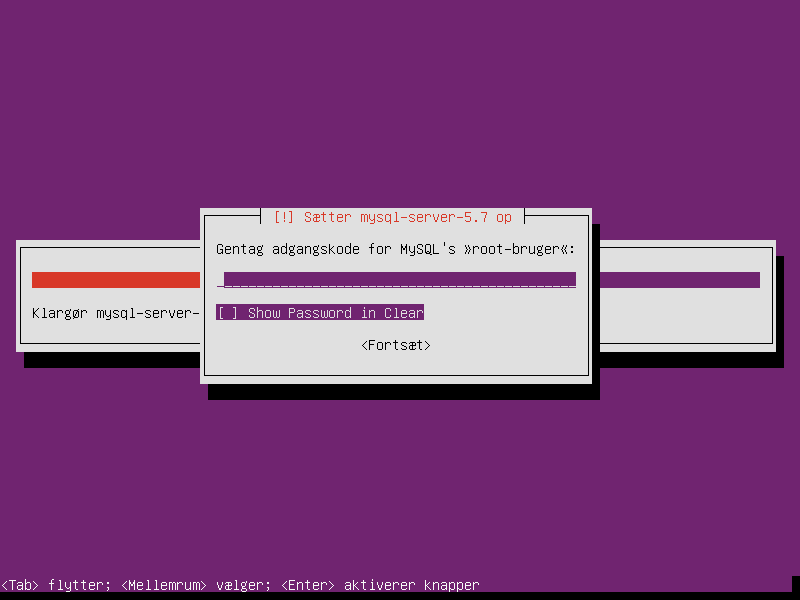 [!] Sætter mysql-server-5.7 op
Gentag adgangskode for MySQL's »root-bruger«:
[ ] Show Password in Clear
Klargør mysql-server-
<Fortsæt>
<Tab> flytter; <Mellemrum> vælger; <Enter> aktiverer knapper